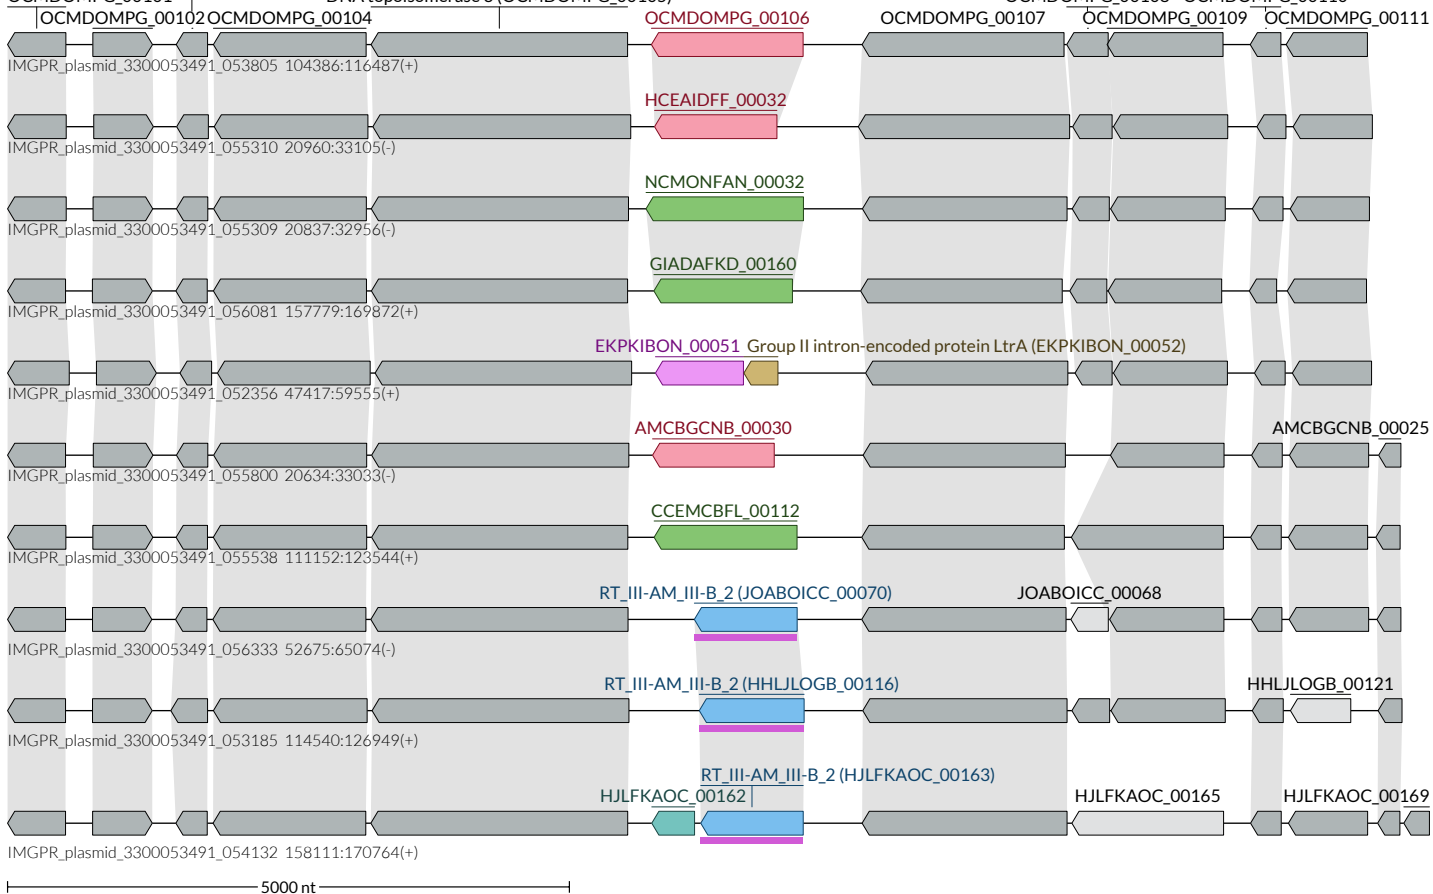 OCMDOMPG_00102 OCMDOMPG_00104 OCMDOMPG_00106 OCMDOMPG_00107 OCMDOMPG_00109 OCMDOMPG_00111
IMGPR_plasmid_3300053491_053805 104386:116487(+)
HCEAIDFF_00032
IMGPR_plasmid_3300053491_055310 20960:33105(-)
NCMONFAN_00032
IMGPR_plasmid_3300053491_055309 20837:32956(-)
GIADAFKD_00160
IMGPR_plasmid_3300053491_056081 157779:169872(+)
EKPKIBON_00051 Group II intron-encoded protein LtrA (EKPKIBON_00052)
IMGPR_plasmid_3300053491_052356 47417:59555(+)
AMCBGCNB_00030 AMCBGCNB_00025
IMGPR_plasmid_3300053491_055800 20634:33033(-)
CCEMCBFL_00112
IMGPR_plasmid_3300053491_055538 111152:123544(+)
RT_III-AM_III-B_2 (JOABOICC_00070) JOABOICC_00068
IMGPR_plasmid_3300053491_056333 52675:65074(-)
RT_III-AM_III-B_2 (HHLJLOGB_00116) HHLJLOGB_00121
IMGPR_plasmid_3300053491_053185 114540:126949(+)
RT_III-AM_III-B_2 (HJLFKAOC_00163)
HJLFKAOC_00162 HJLFKAOC_00165 HJLFKAOC_00169
IMGPR_plasmid_3300053491_054132 158111:170764(+)
5000 nt